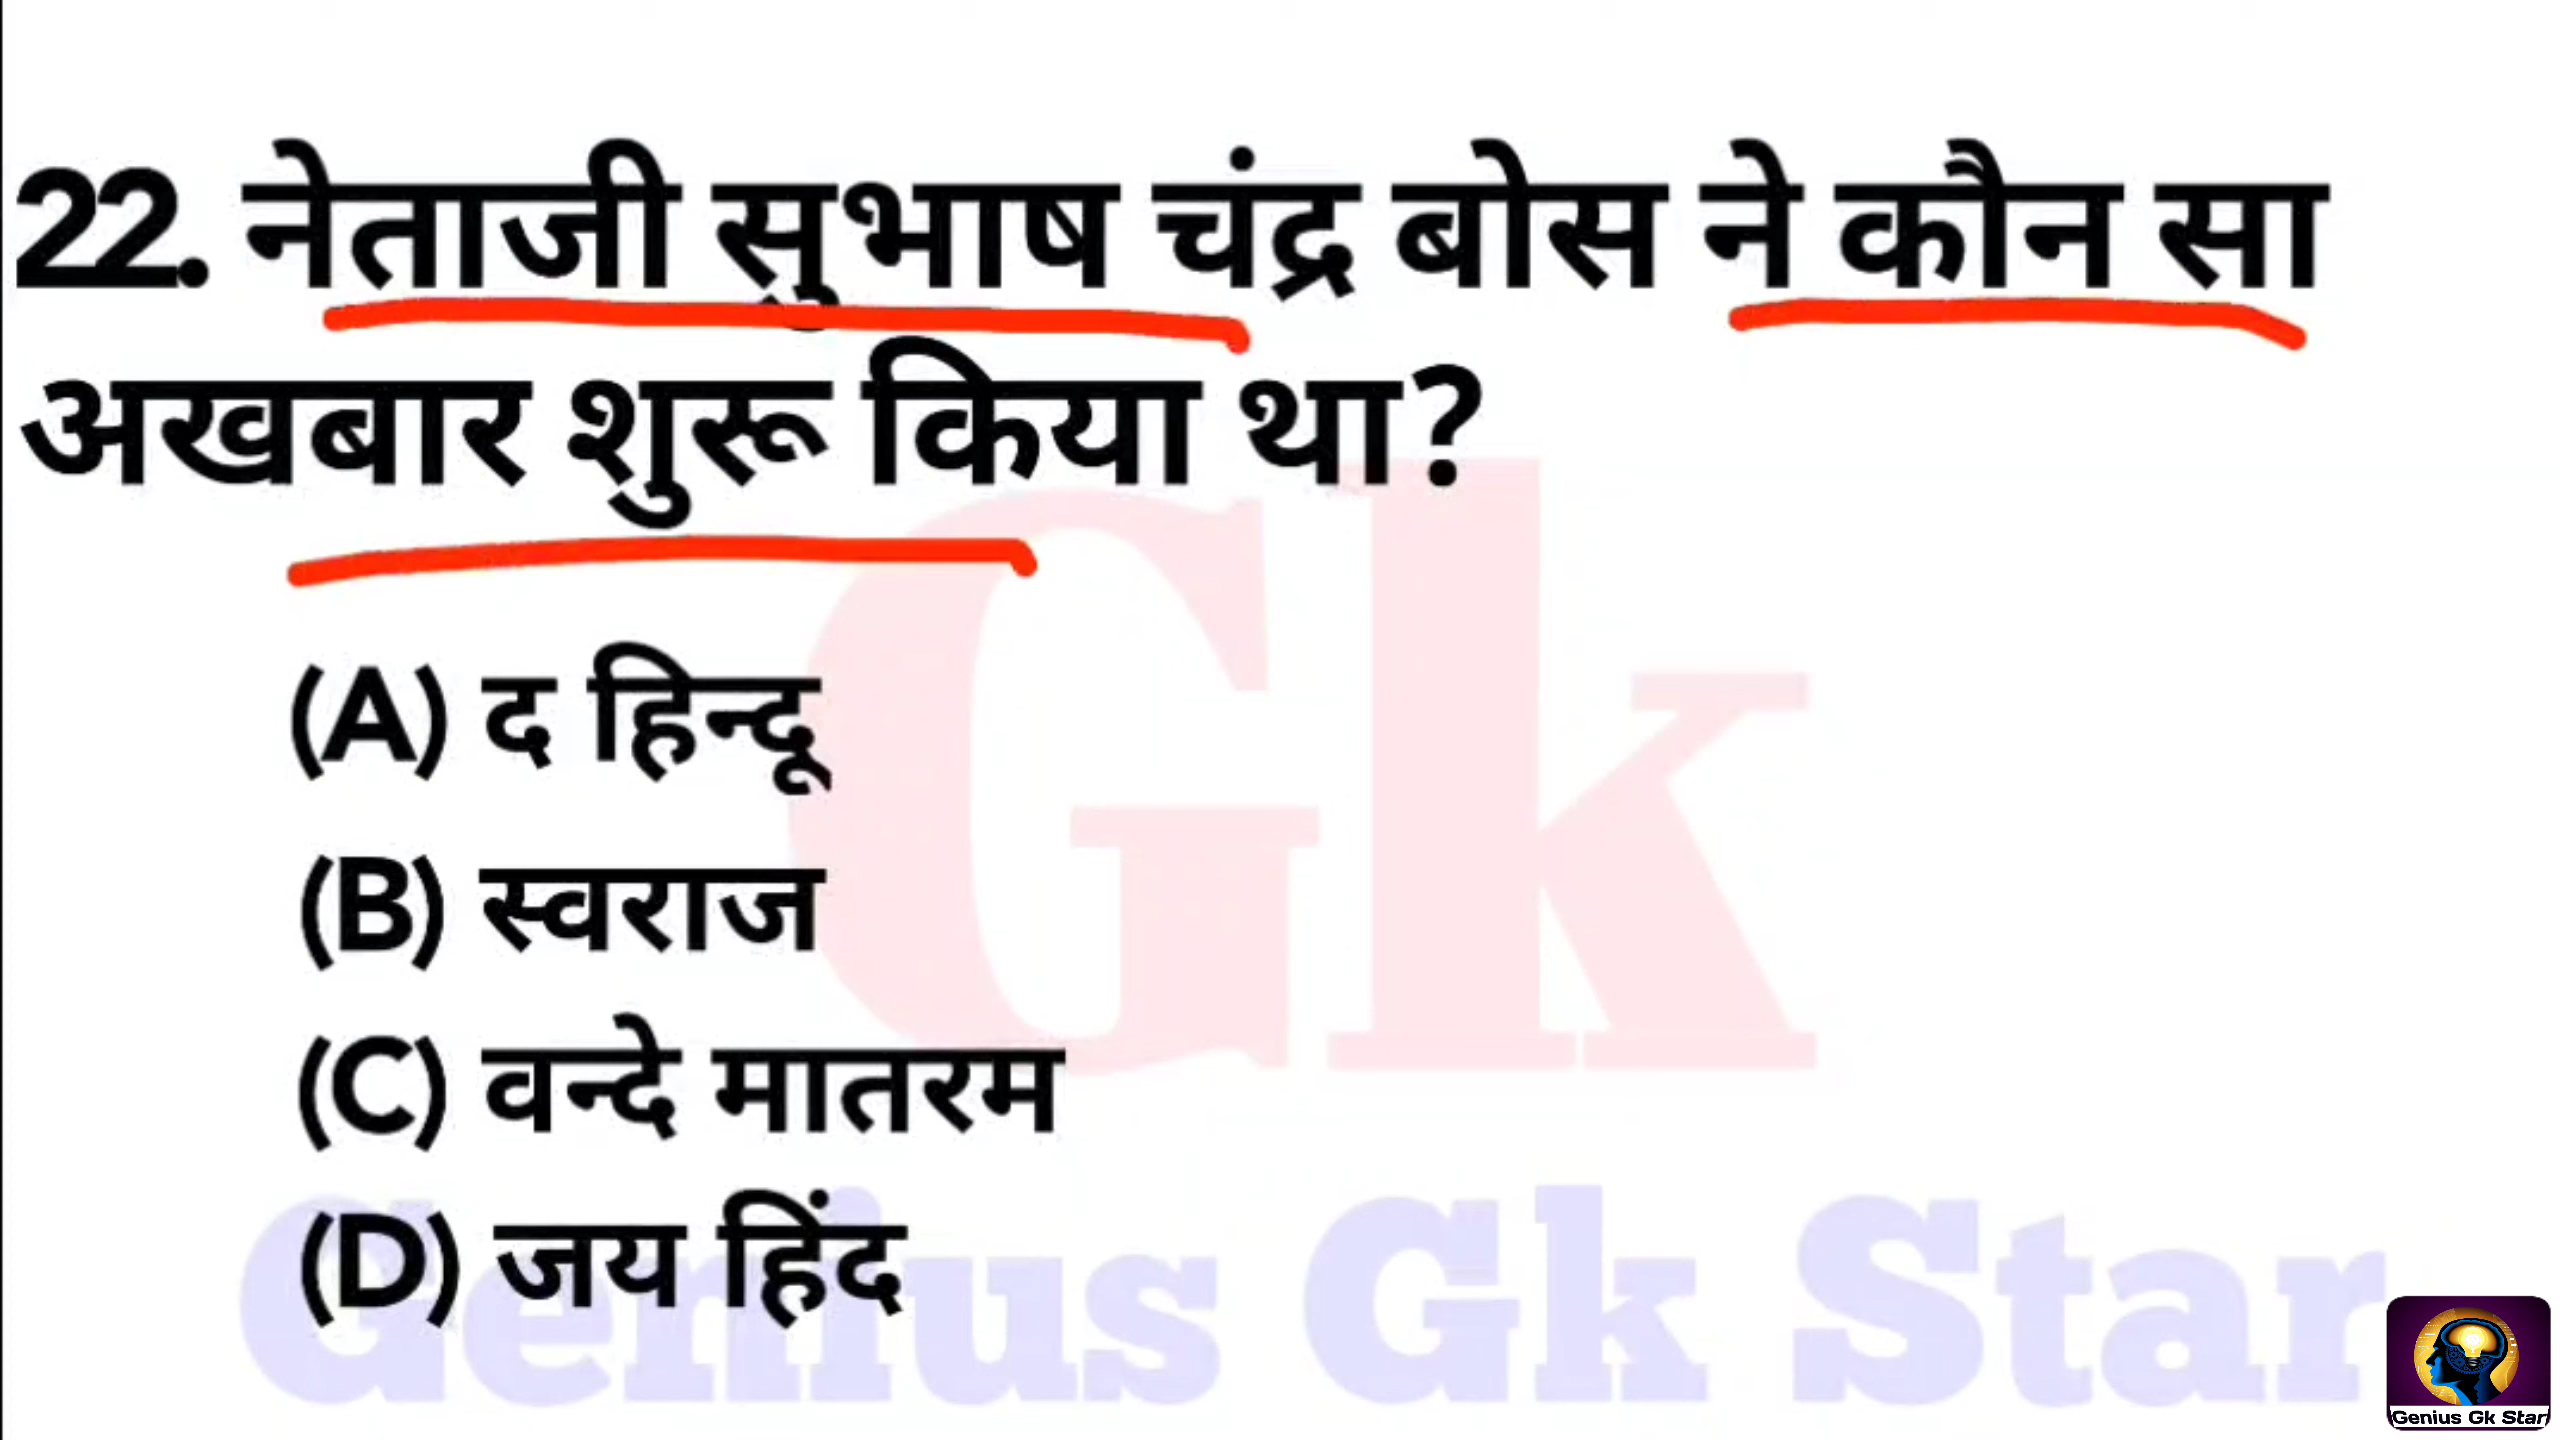 22. नेताजी सुभाष चंद्र बोस ने कौन सा
अखबार शुरू किया था?
(A) द हिन्दू
(B) स्वराज
(C) वन्दे मातरम
(D) जय हिंद
Gk
Genius Gk Star
Genius Gk Star